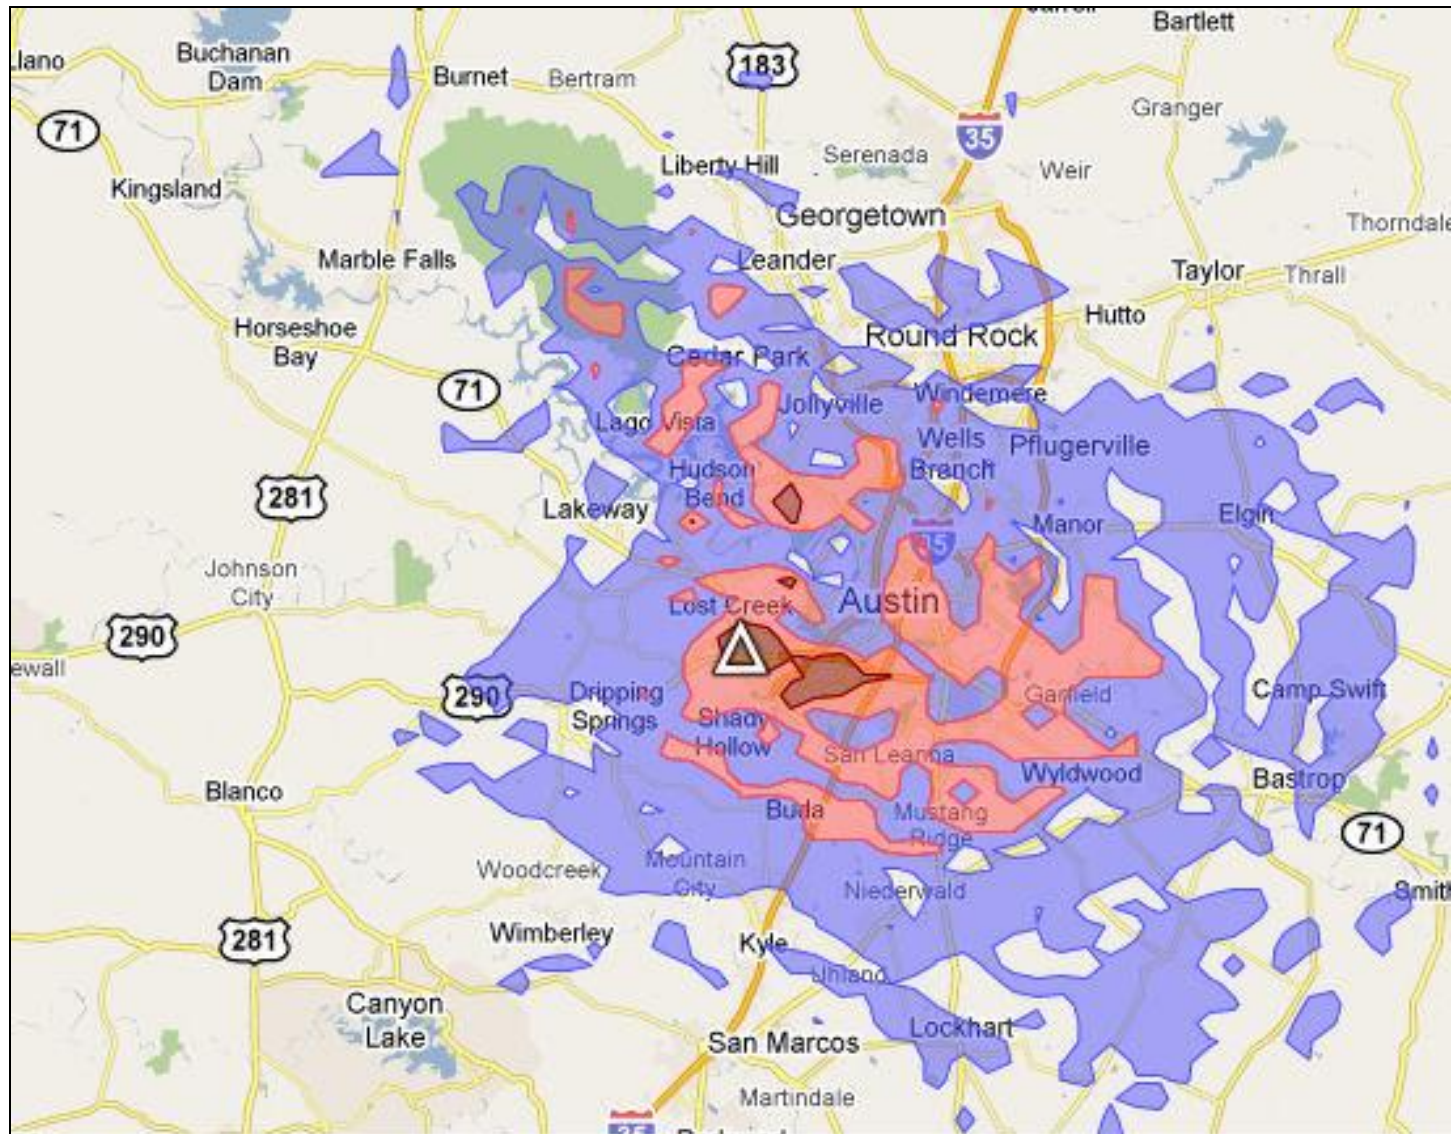 Bartlett
Llano
Buchanan
Dam
Burnet
Bertram
183
Granger
71
35
Liberty Hill
Serenada
Weir
Kingsland
Georgetown
Thorndale
Marble Falls
Leander
Taylor
Thrall
Horseshoe
Bay
Round Rock
Hutto
Cedar Park
71
Jollyville
Windemere
Lago Vista
Wells
Branch
Pflugerville
Hudson
Bend
281
Lakeway
35
Manor
Elgin
Johnson
City
Lost Creek
Austin
290
ewall
290
Dripping
Springs
Garfield
Camp Swift
Shady
Hollow
San Leanna
Wyldwood
Bastrop
Blanco
Buda
Mustang
Ridge
71
Woodcreek
Mountain
City
Niederwald
Smith
281
Wimberley
Kyle
Uhland
Canyon
Lake
Lockhart
San Marcos
Martindale
35